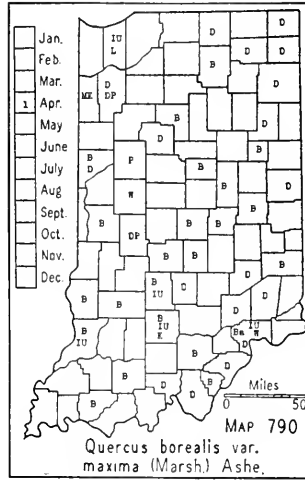 Jan.
Feb.
Mar.
1 Apr.
May
June
July
Aug
Sept.
Oct.
Nov.
Dec.
IU
L
D
D
B
D
D
MK
D
DP
B
D
D
B
D
B
D
P
B
B
D
W
B
D
B
DP
B
B
D
B
B
B
B
D
B
B
IU
D
D
D
B
IU
B
IU
K
Bm
IU
W
D
B
D
B
B
D
B
D
B
D
Miles
0 50
MAP 790
Quercus borealis var.
maxima (Marsh.) Ashe.